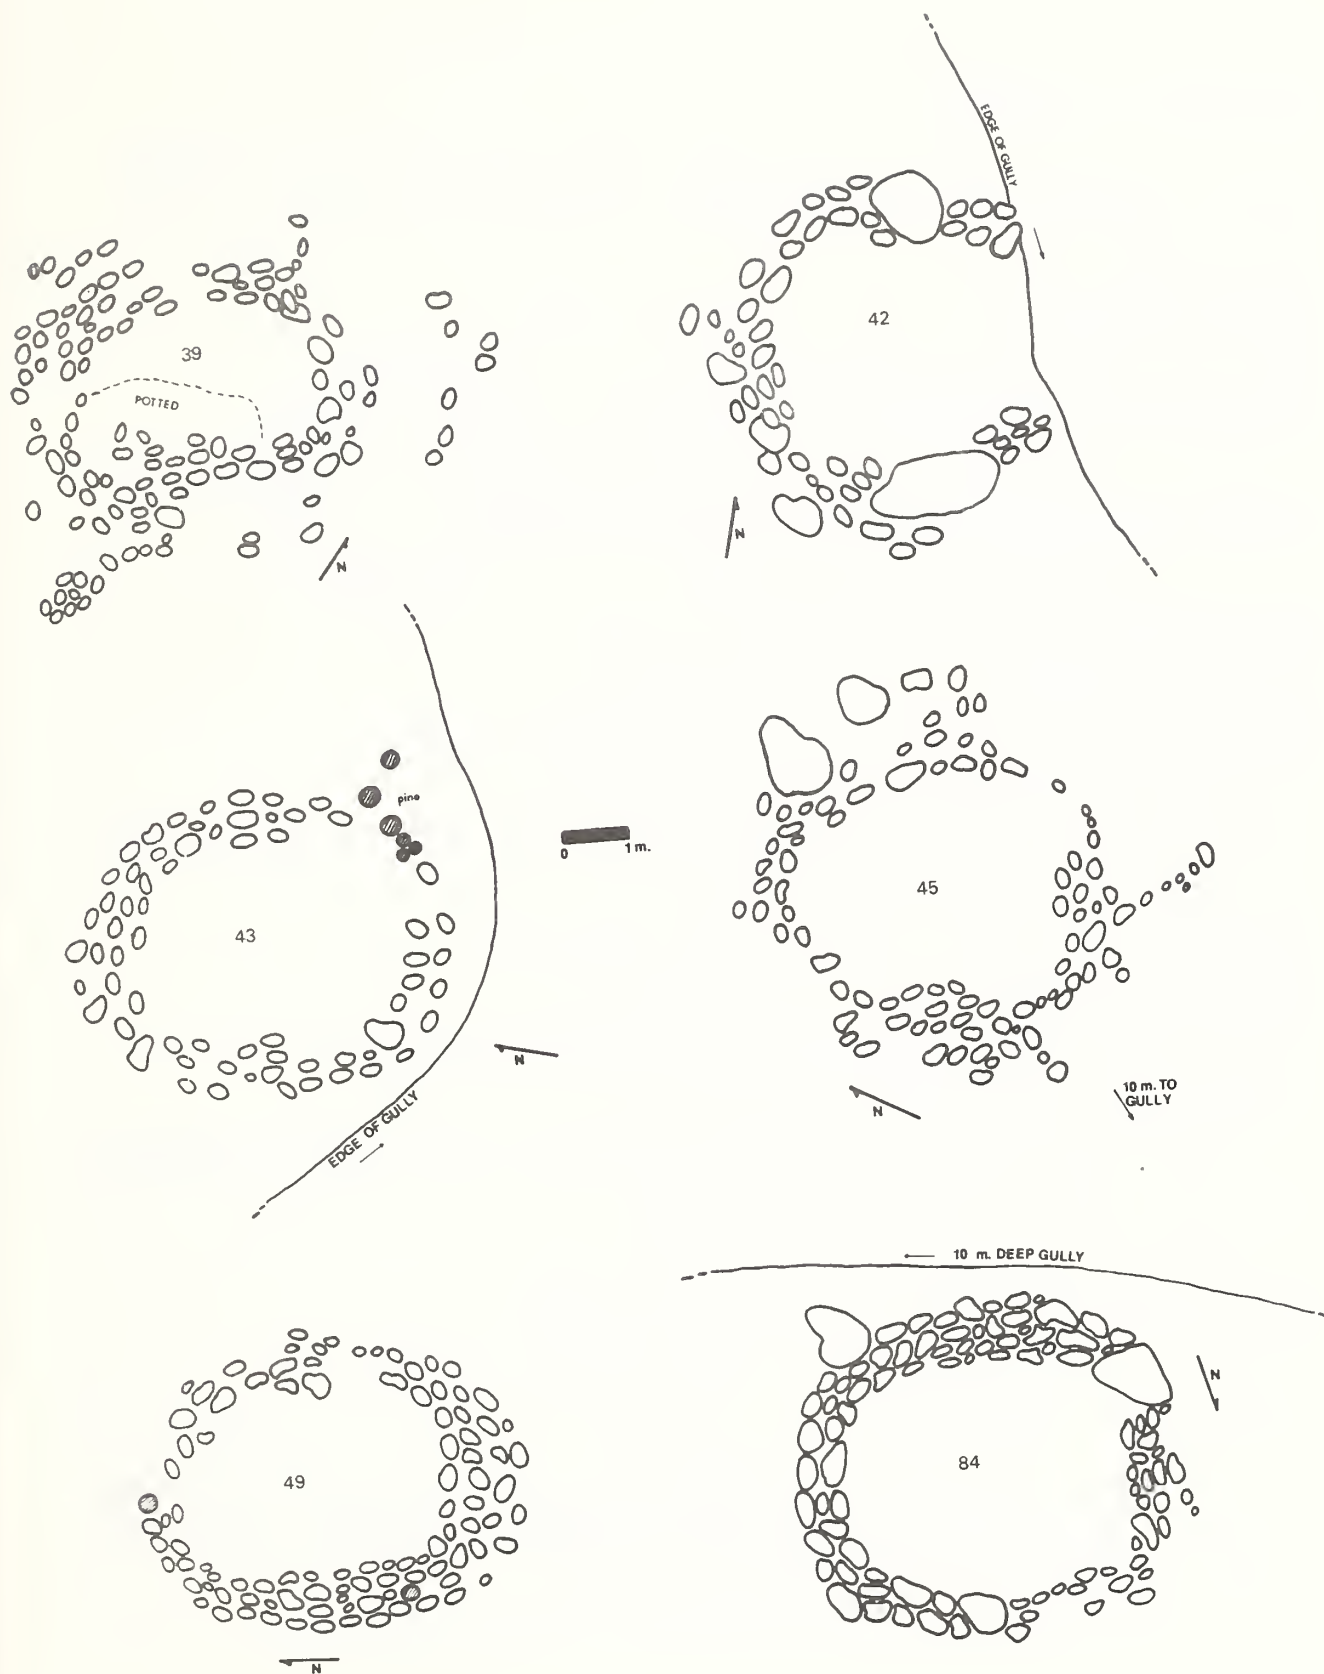 EDGE OF GULLY
42
39
POTTED
N
N
pine
0 1 m.
43
45
N
EDGE OF GULLY
N
10 m. TO
GULLY
10 m. DEEP GULLY
N
49
84
N